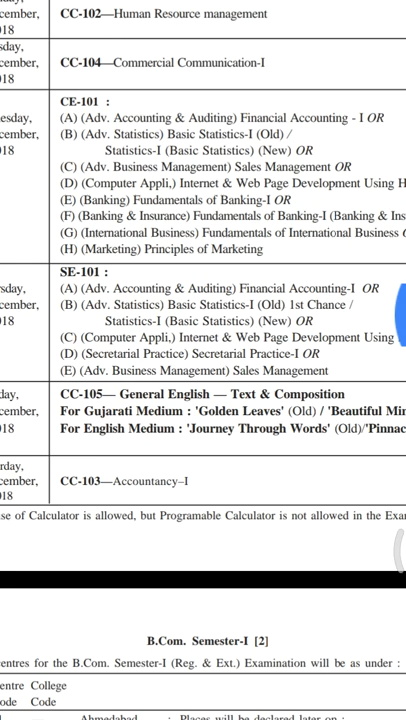 CC-102—Human Resource management
cember,
018
sday,
cember,
018
CC-104—Commercial Communication-I
esday,
cember,
018
CE-101 :
(A) (Adv. Accounting & Auditing) Financial Accounting - I OR
(B) (Adv. Statistics) Basic Statistics-I (Old) /
Statistics-I (Basic Statistics) (New) OR
(C) (Adv. Business Management) Sales Management OR
(D) (Computer Appli,) Internet & Web Page Development Using H
(E) (Banking) Fundamentals of Banking-I OR
(F) (Banking & Insurance) Fundamentals of Banking-I (Banking & Ins
(G) (International Business) Fundamentals of International Business
(H) (Marketing) Principles of Marketing
rsday,
cember,
018
SE-101 :
(A) (Adv. Accounting & Auditing) Financial Accounting-I OR
(B) (Adv. Statistics) Basic Statistics-I (Old) 1st Chance /
Statistics-I (Basic Statistics) (New) OR
(C) (Computer Appli,) Internet & Web Page Development Using
(D) (Secretarial Practice) Secretarial Practice-I OR
(E) (Adv. Business Management) Sales Management
day,
cember,
018
CC-105— General English — Text & Composition
For Gujarati Medium : 'Golden Leaves' (Old) / 'Beautiful Min
For English Medium : 'Journey Through Words' (Old)/'Pinnac
rday,
cember,
018
CC-103—Accountancy–I
se of Calculator is allowed, but Programable Calculator is not allowed in the Exa
B.Com. Semester-I [2]
entres for the B.Com. Semester-I (Reg. & Ext.) Examination will be as under :
entre College
ode Code
Ahmedabad : Places will be declared later on :